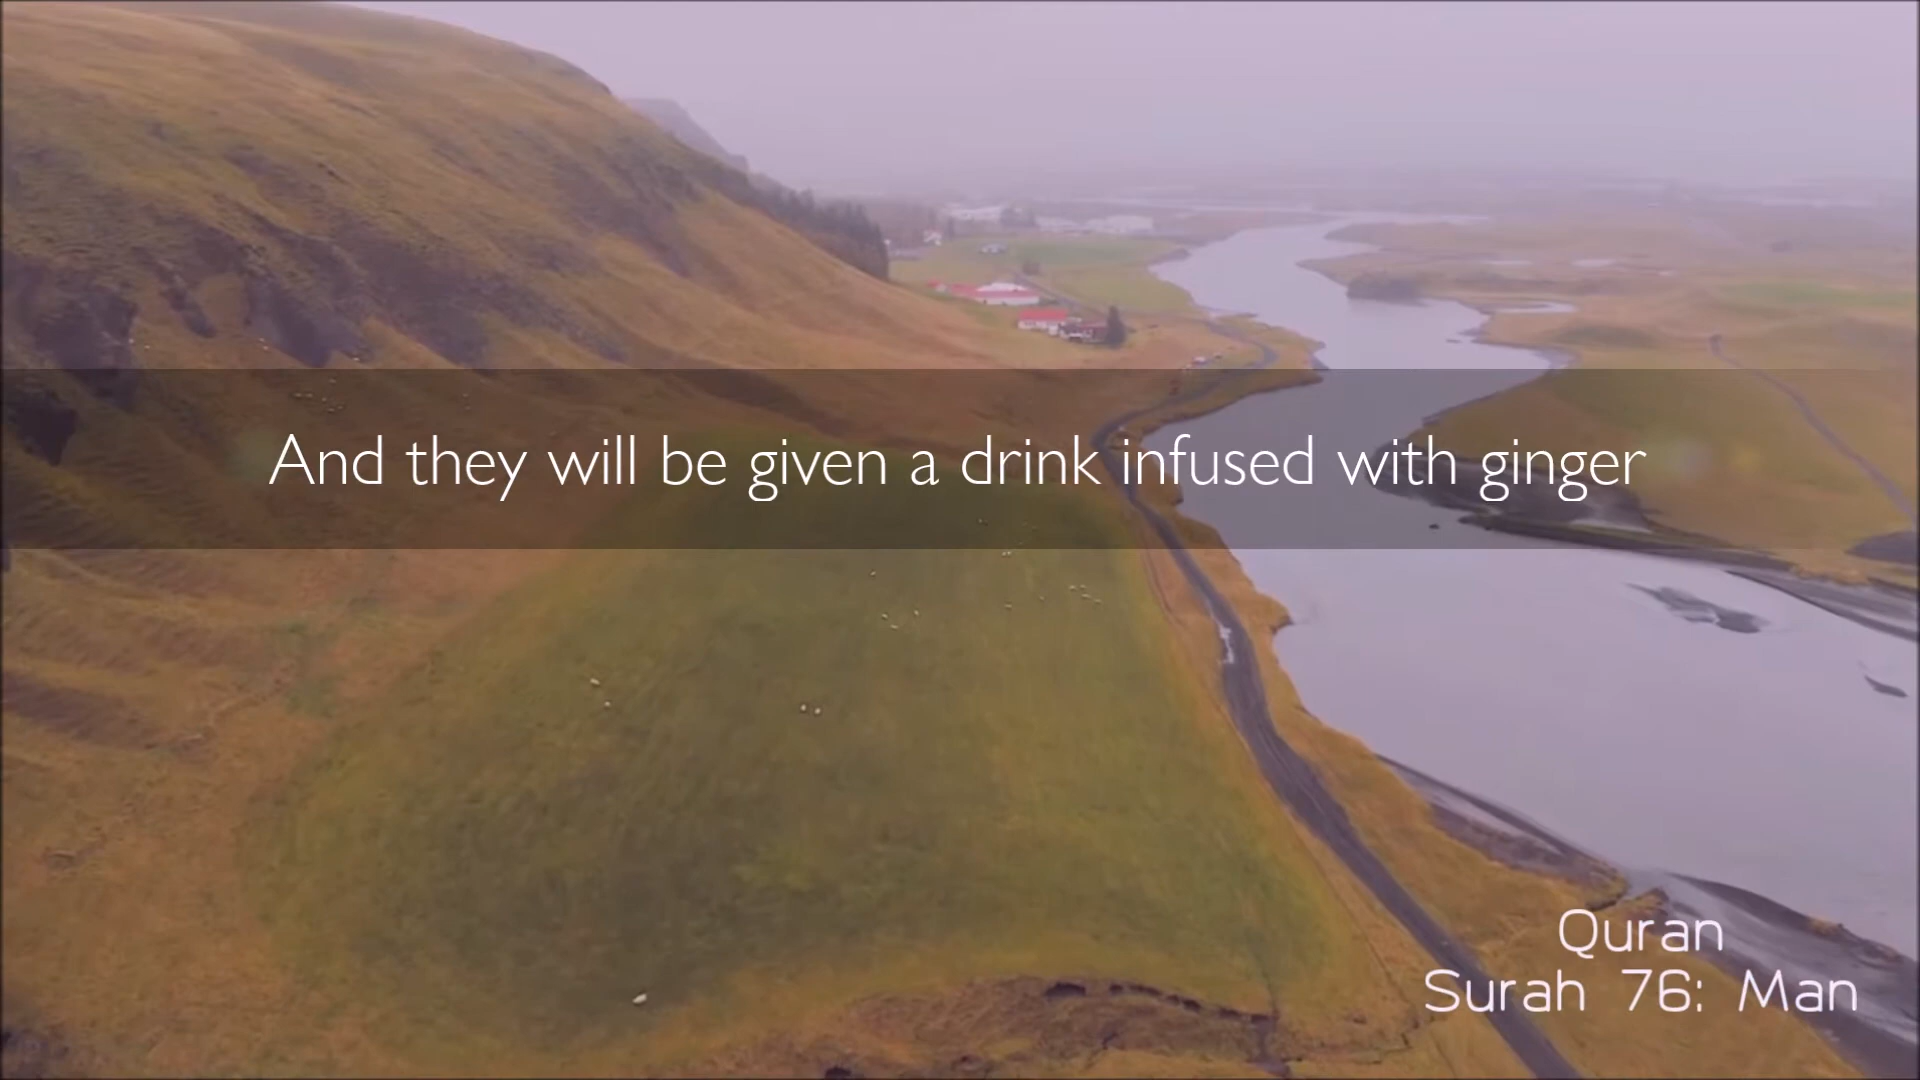 And they will be given a drink infused with ginger
Quran
Surah 76: Man